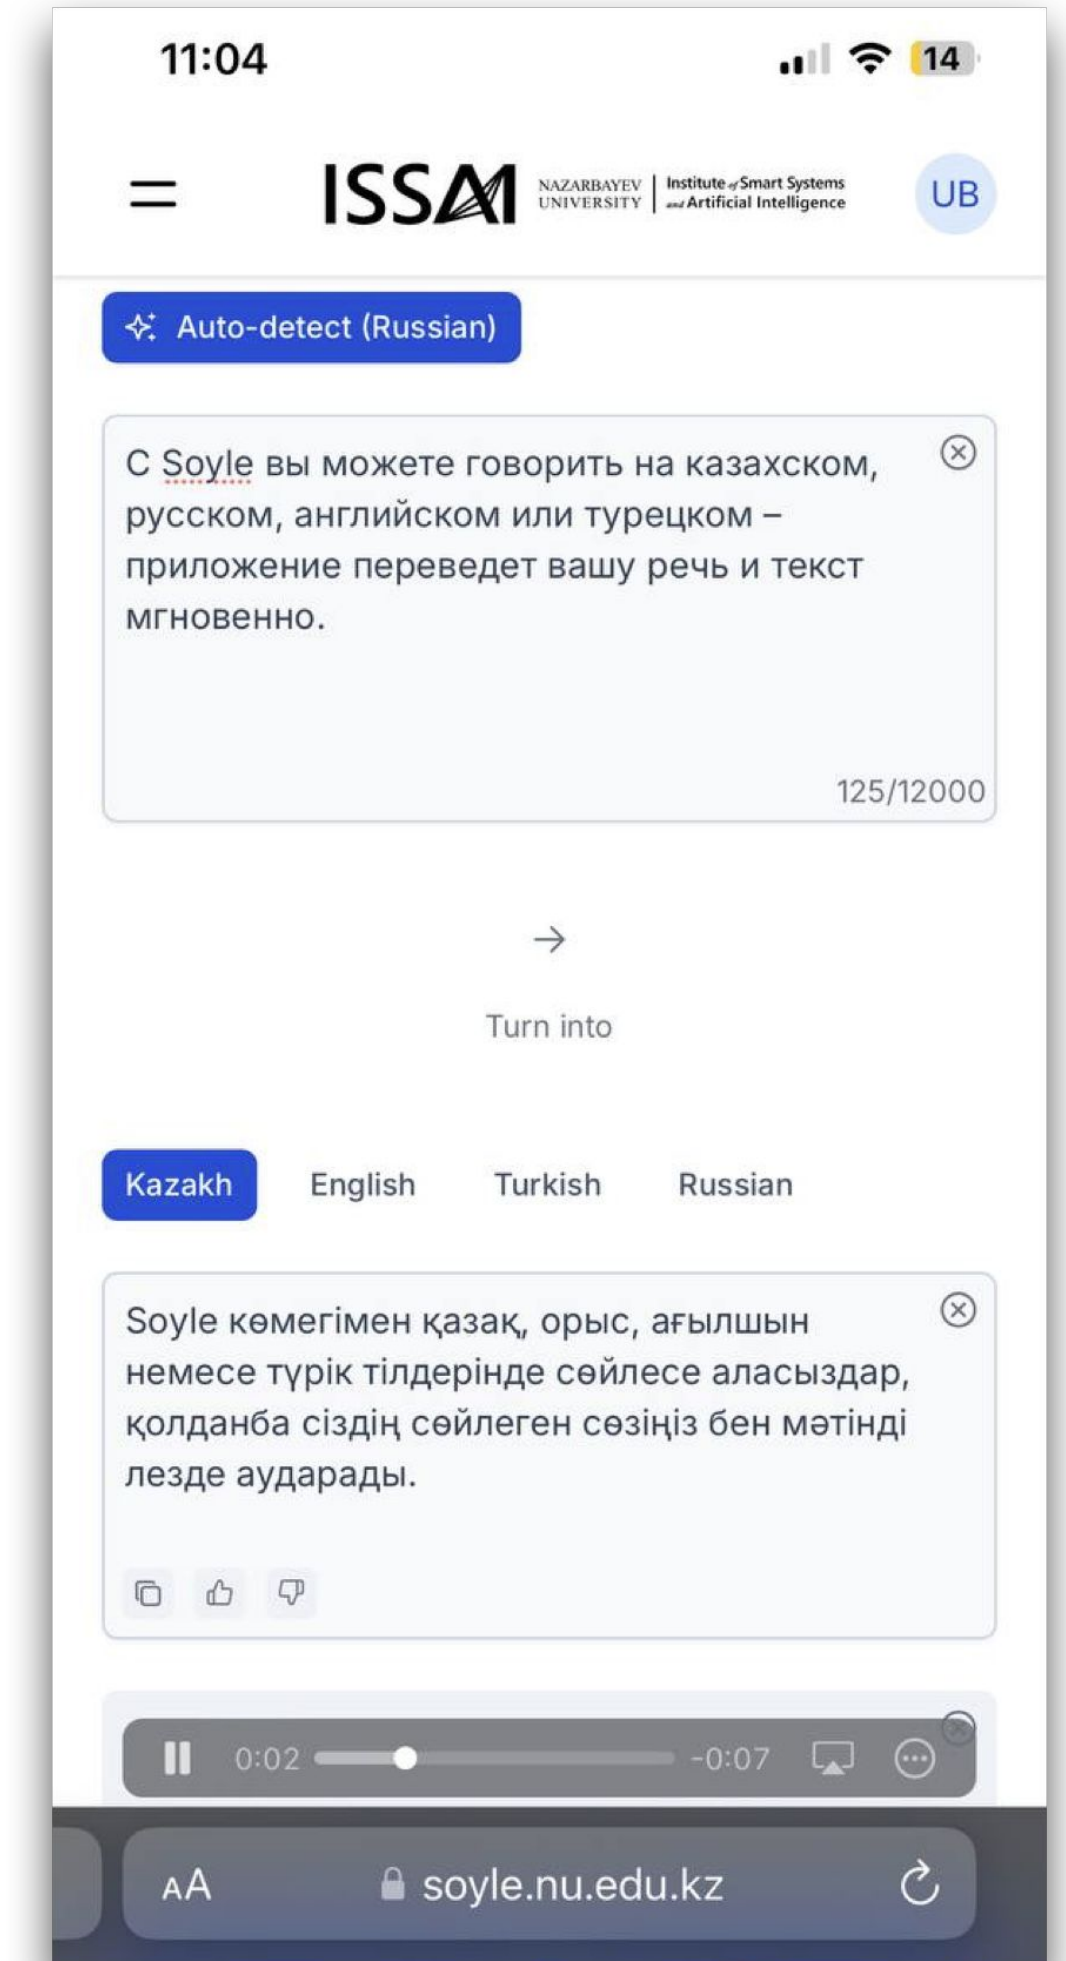 11:04
14
ISSAI NAZARBAYEV UNIVERSITY Institute of Smart Systems and Artificial Intelligence
UB
Auto-detect (Russian)
С Soyle вы можете говорить на казахском,
русском, английском или турецком –
приложение переведет вашу речь и текст
мгновенно.
125/12000
Turn into
Kazakh English Turkish Russian
Soyle көмегімен қазақ, орыс, ағылшын
немесе түрік тілдерінде сөйлесе аласыздар,
қолданба сіздің сөйлеген сөзіңіз бен мәтінді
лезде аударады.
0:02 -0:07
AA soyle.nu.edu.kz